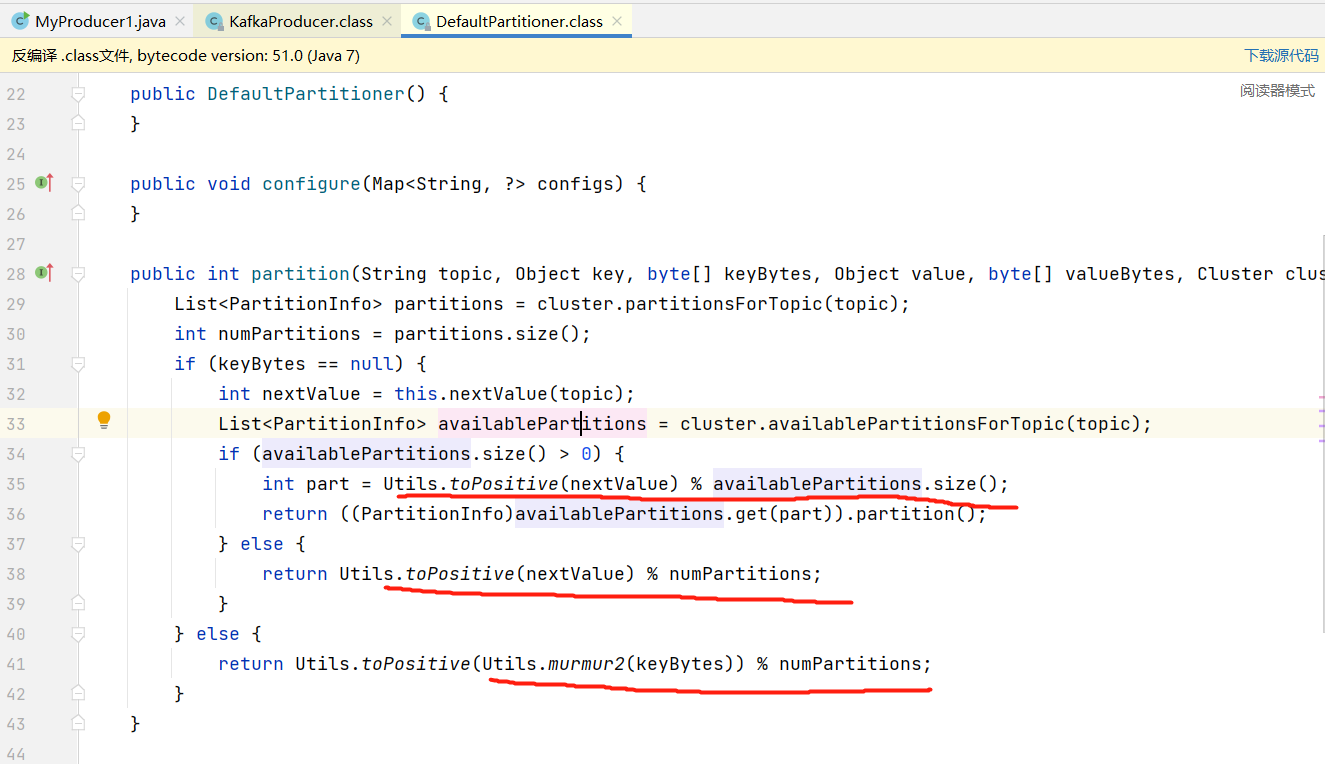 MyProducer1.java KafkaProducer.class DefaultPartitioner.class
反编译 .class文件, bytecode version: 51.0 (Java 7) 下载源代码
阅读器模式
22 public DefaultPartitioner() {
23 }
24
25 public void configure(Map<String, ?> configs) {
26 }
27
28 public int partition(String topic, Object key, byte[] keyBytes, Object value, byte[] valueBytes, Cluster clus
29 List<PartitionInfo> partitions = cluster.partitionsForTopic(topic);
30 int numPartitions = partitions.size();
31 if (keyBytes == null) {
32 int nextValue = this.nextValue(topic);
33 List<PartitionInfo> availablePartitions = cluster.availablePartitionsForTopic(topic);
34 if (availablePartitions.size() > 0) {
35 int part = Utils.toPositive(nextValue) % availablePartitions.size();
36 return ((PartitionInfo)availablePartitions.get(part)).partition();
37 } else {
38 return Utils.toPositive(nextValue) % numPartitions;
39 }
40 } else {
41 return Utils.toPositive(Utils.murmur2(keyBytes)) % numPartitions;
42 }
43 }
44